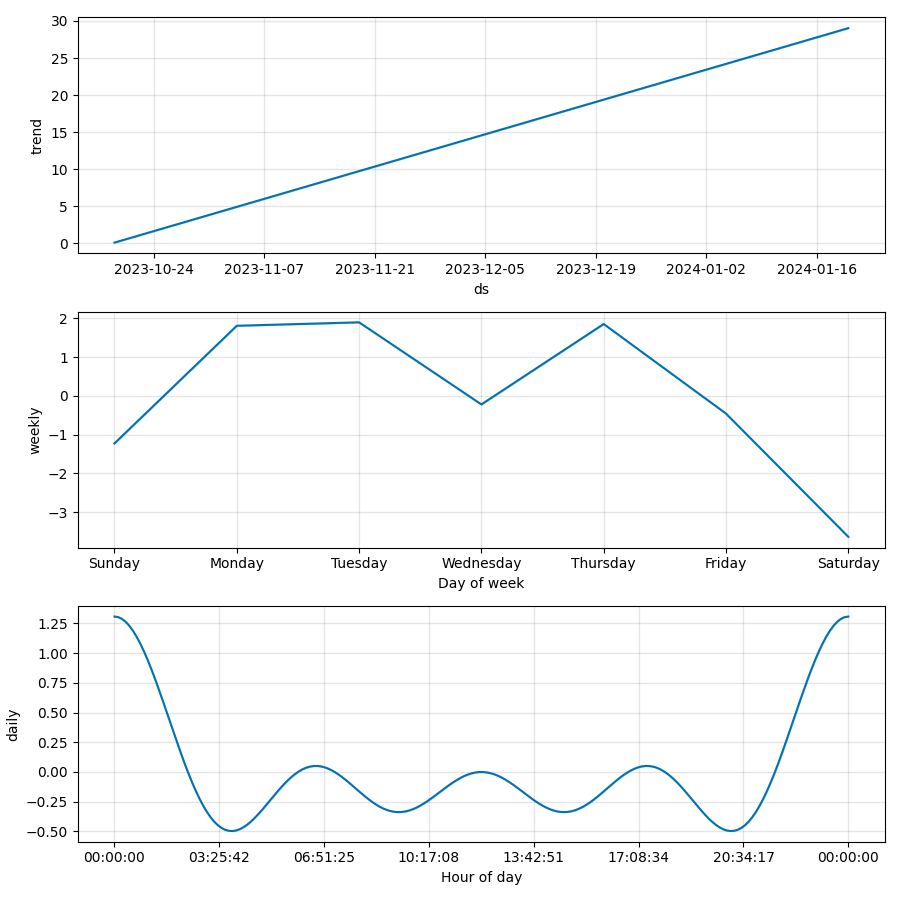 trend
30
25
20
15
10
5
0
2023-10-24 2023-11-07 2023-11-21 2023-12-05 2023-12-19 2024-01-02 2024-01-16
ds
weekly
2
1
0
−1
−2
−3
Sunday Monday Tuesday Wednesday Thursday Friday Saturday
Day of week
daily
1.25
1.00
0.75
0.50
0.25
0.00
−0.25
−0.50
00:00:00 03:25:42 06:51:25 10:17:08 13:42:51 17:08:34 20:34:17 00:00:00
Hour of day